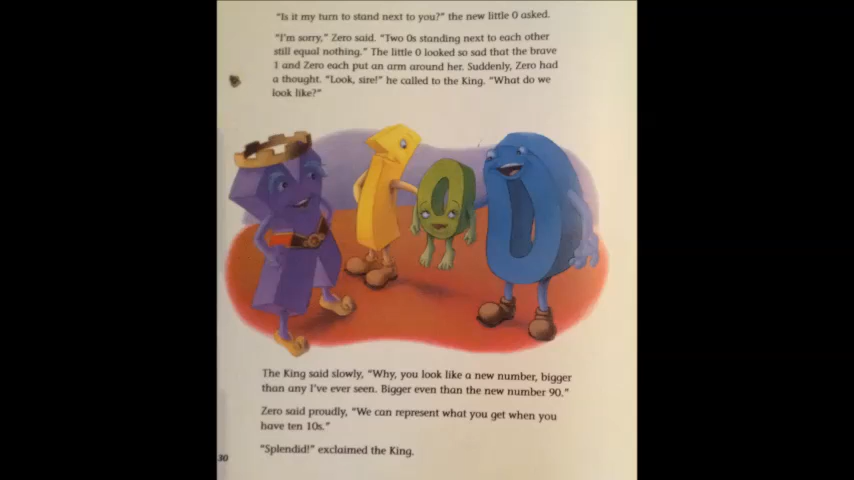 "Is it my turn to stand next to you?" the new little 0 asked.
"I'm sorry," Zero said. "Two 0s standing next to each other
still equal nothing." The little 0 looked so sad that the brave
1 and Zero each put an arm around her. Suddenly, Zero had
a thought. "Look, sire!" he called to the King. "What do we
look like?"
The King said slowly, "Why, you look like a new number, bigger
than any I've ever seen. Bigger even than the new number 90."
Zero said proudly, "We can represent what you get when you
have ten 10s."
"Splendid!" exclaimed the King.
30